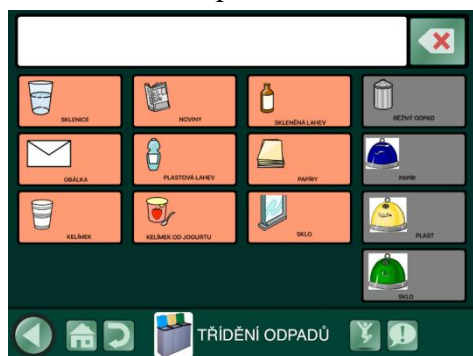 SKLENICE
NOVINY
SKLENĚNÁ LAHEV
BĚŽNÝ ODPAD
OBÁLKA
PLASTOVÁ LAHEV
PAPÍRY
PAPÍR
KELÍMEK
KELÍMEK OD JOGURTU
SKLO
PLAST
SKLO
TŘÍDĚNÍ ODPADŮ